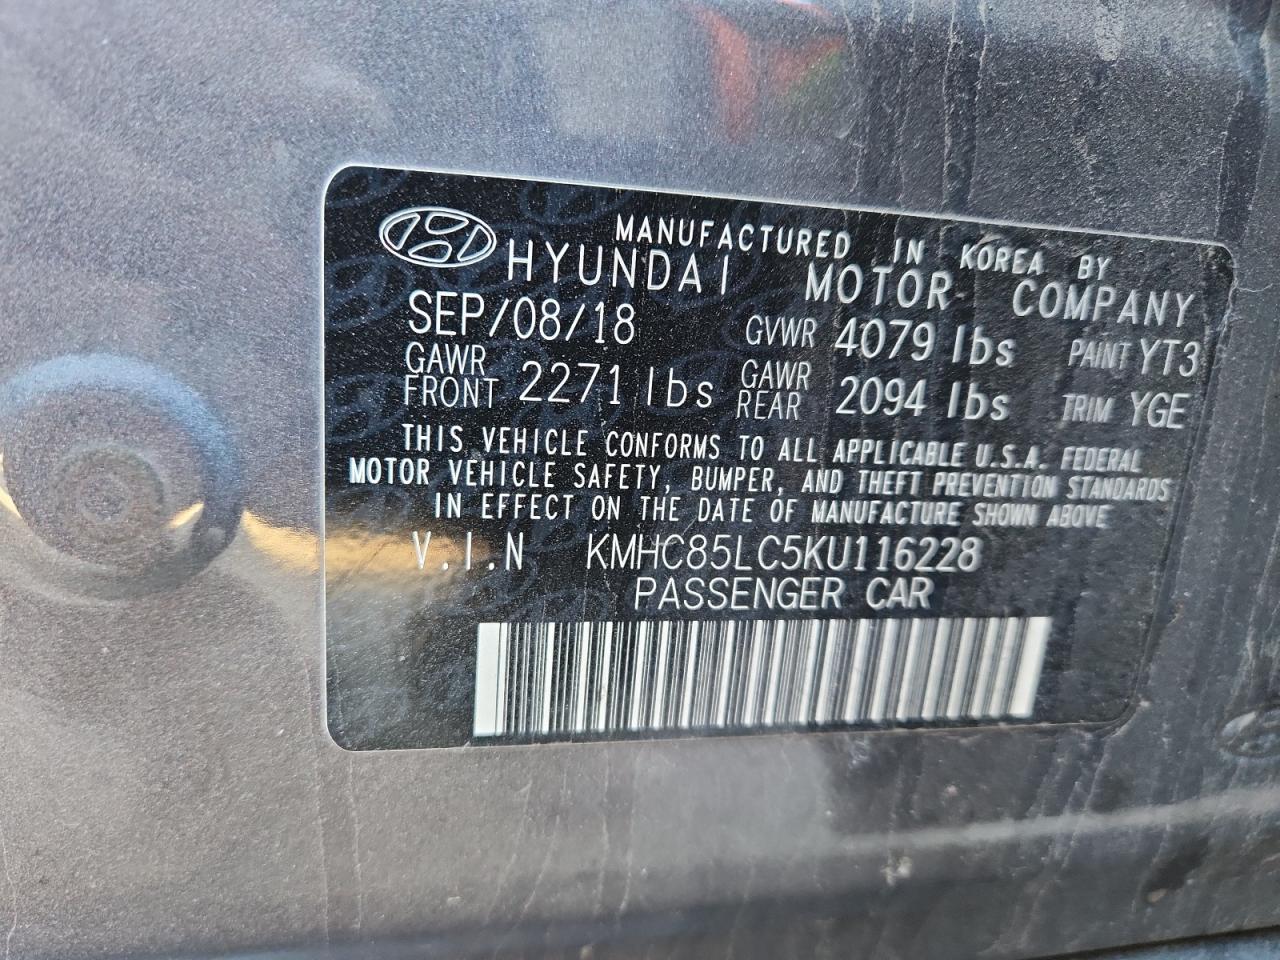 MANUFACTURED IN KOREA BY
HYUNDAI MOTOR COMPANY
SEP/08/18 GVWR 4079 lbs PAINT YT3
GAWR FRONT 2271 lbs GAWR REAR 2094 lbs TRIM YGE
THIS VEHICLE CONFORMS TO ALL APPLICABLE U.S.A. FEDERAL
MOTOR VEHICLE SAFETY, BUMPER, AND THEFT PREVENTION STANDARDS
IN EFFECT ON THE DATE OF MANUFACTURE SHOWN ABOVE
V.I.N KMHC85LC5KU116228
PASSENGER CAR